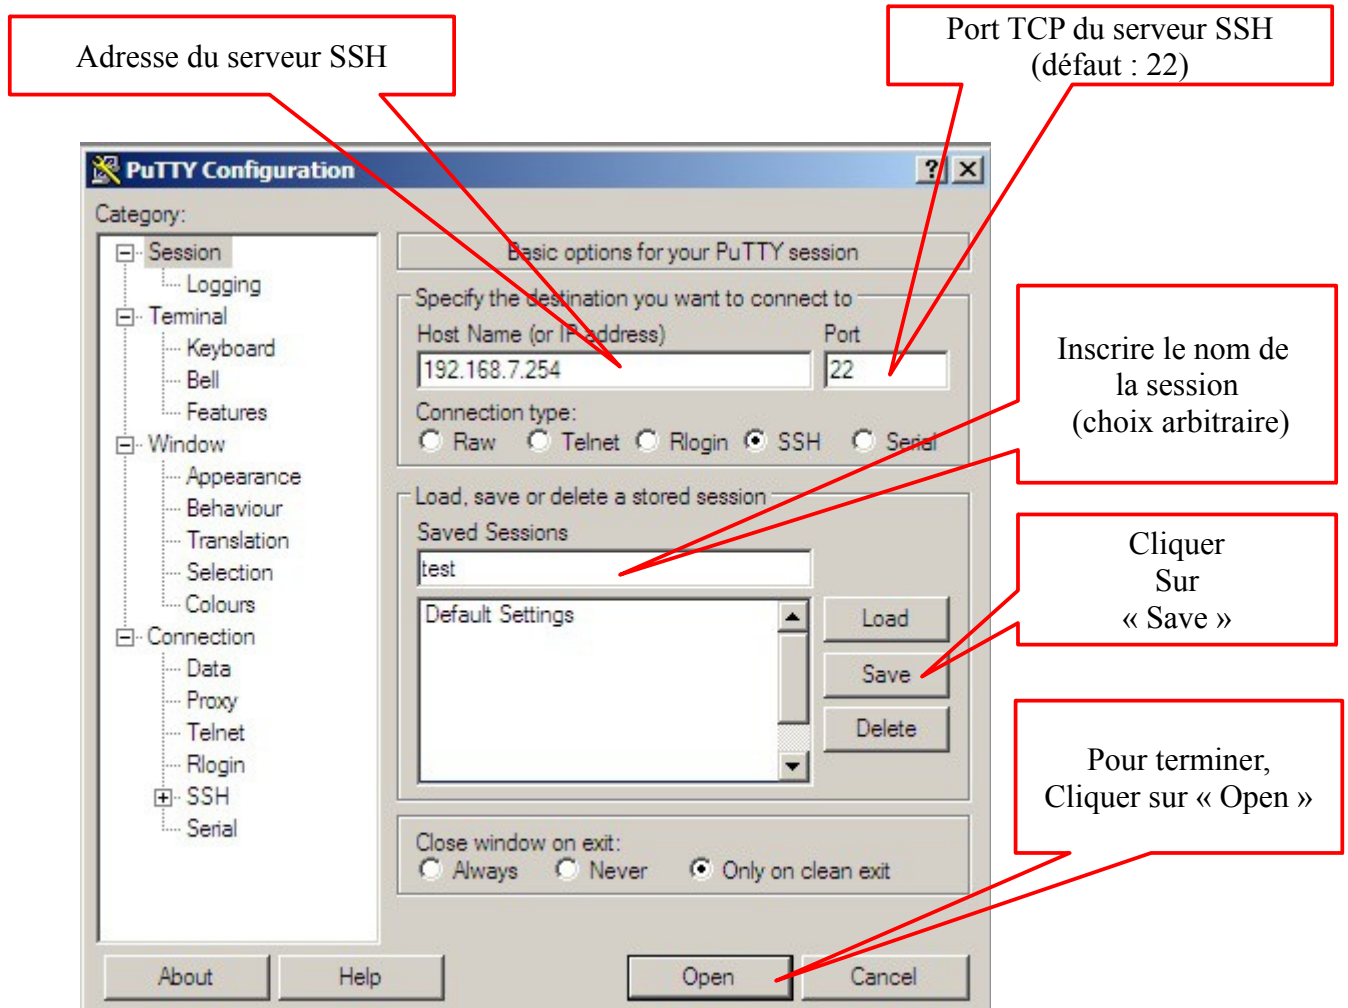 Adresse du serveur SSH
Port TCP du serveur SSH
(défaut : 22)
PuTTY Configuration
Category:
Session
Logging
Terminal
Keyboard
Bell
Features
Window
Appearance
Behaviour
Translation
Selection
Colours
Connection
Data
Proxy
Telnet
Rlogin
SSH
Serial
Basic options for your PuTTY session
Specify the destination you want to connect to
Host Name (or IP address) Port
192.168.7.254 22
Connection type:
Raw Telnet Rlogin SSH Serial
Load, save or delete a stored session
Saved Sessions
test
Default Settings
Load
Save
Delete
Close window on exit:
Always Never Only on clean exit
About Help Open Cancel
Inscrire le nom de
la session
(choix arbitraire)
Cliquer
Sur
« Save »
Pour terminer,
Cliquer sur « Open »